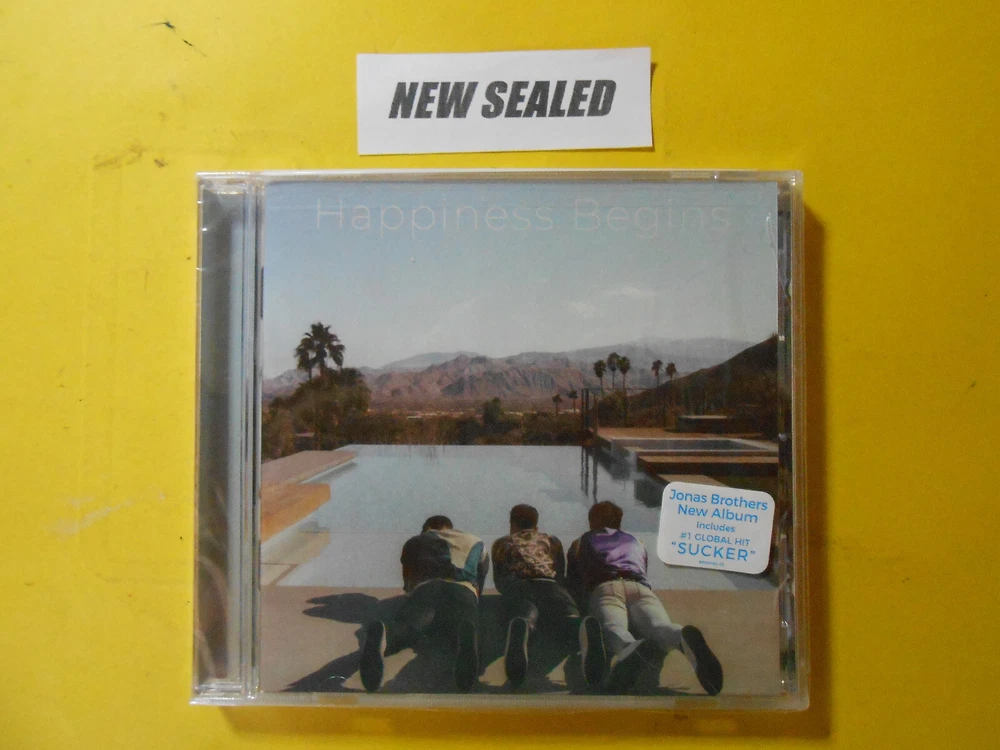 NEW SEALED
Happiness Begins
Jonas Brothers
New Album
includes
#1 GLOBAL HIT
"SUCKER"